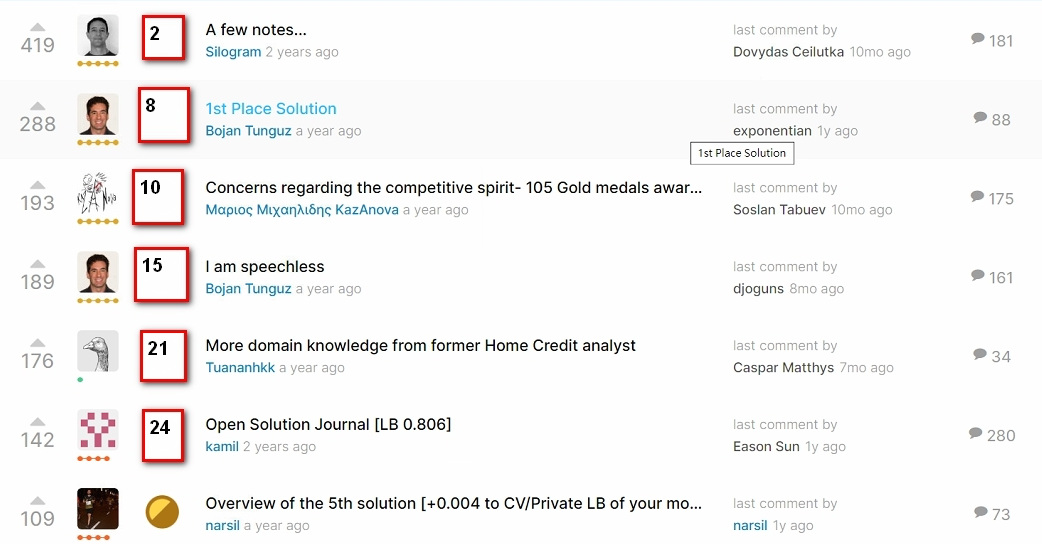 419
2
A few notes...
Silogram 2 years ago
last comment by
Dovydas Ceilutka 10mo ago
181
288
8
1st Place Solution
Bojan Tunguz a year ago
last comment by
exponentian 1y ago
88
1st Place Solution
193
10
Concerns regarding the competitive spirit- 105 Gold medals awar...
Μαριος Μιχαηλιδης KazAnova a year ago
last comment by
Soslan Tabuev 10mo ago
175
189
15
I am speechless
Bojan Tunguz a year ago
last comment by
djoguns 8mo ago
161
176
21
More domain knowledge from former Home Credit analyst
Tuananhkk a year ago
last comment by
Caspar Matthys 7mo ago
34
142
24
Open Solution Journal [LB 0.806]
kamil 2 years ago
last comment by
Eason Sun 1y ago
280
109
Overview of the 5th solution [+0.004 to CV/Private LB of your mo...
narsil a year ago
last comment by
narsil 1y ago
73